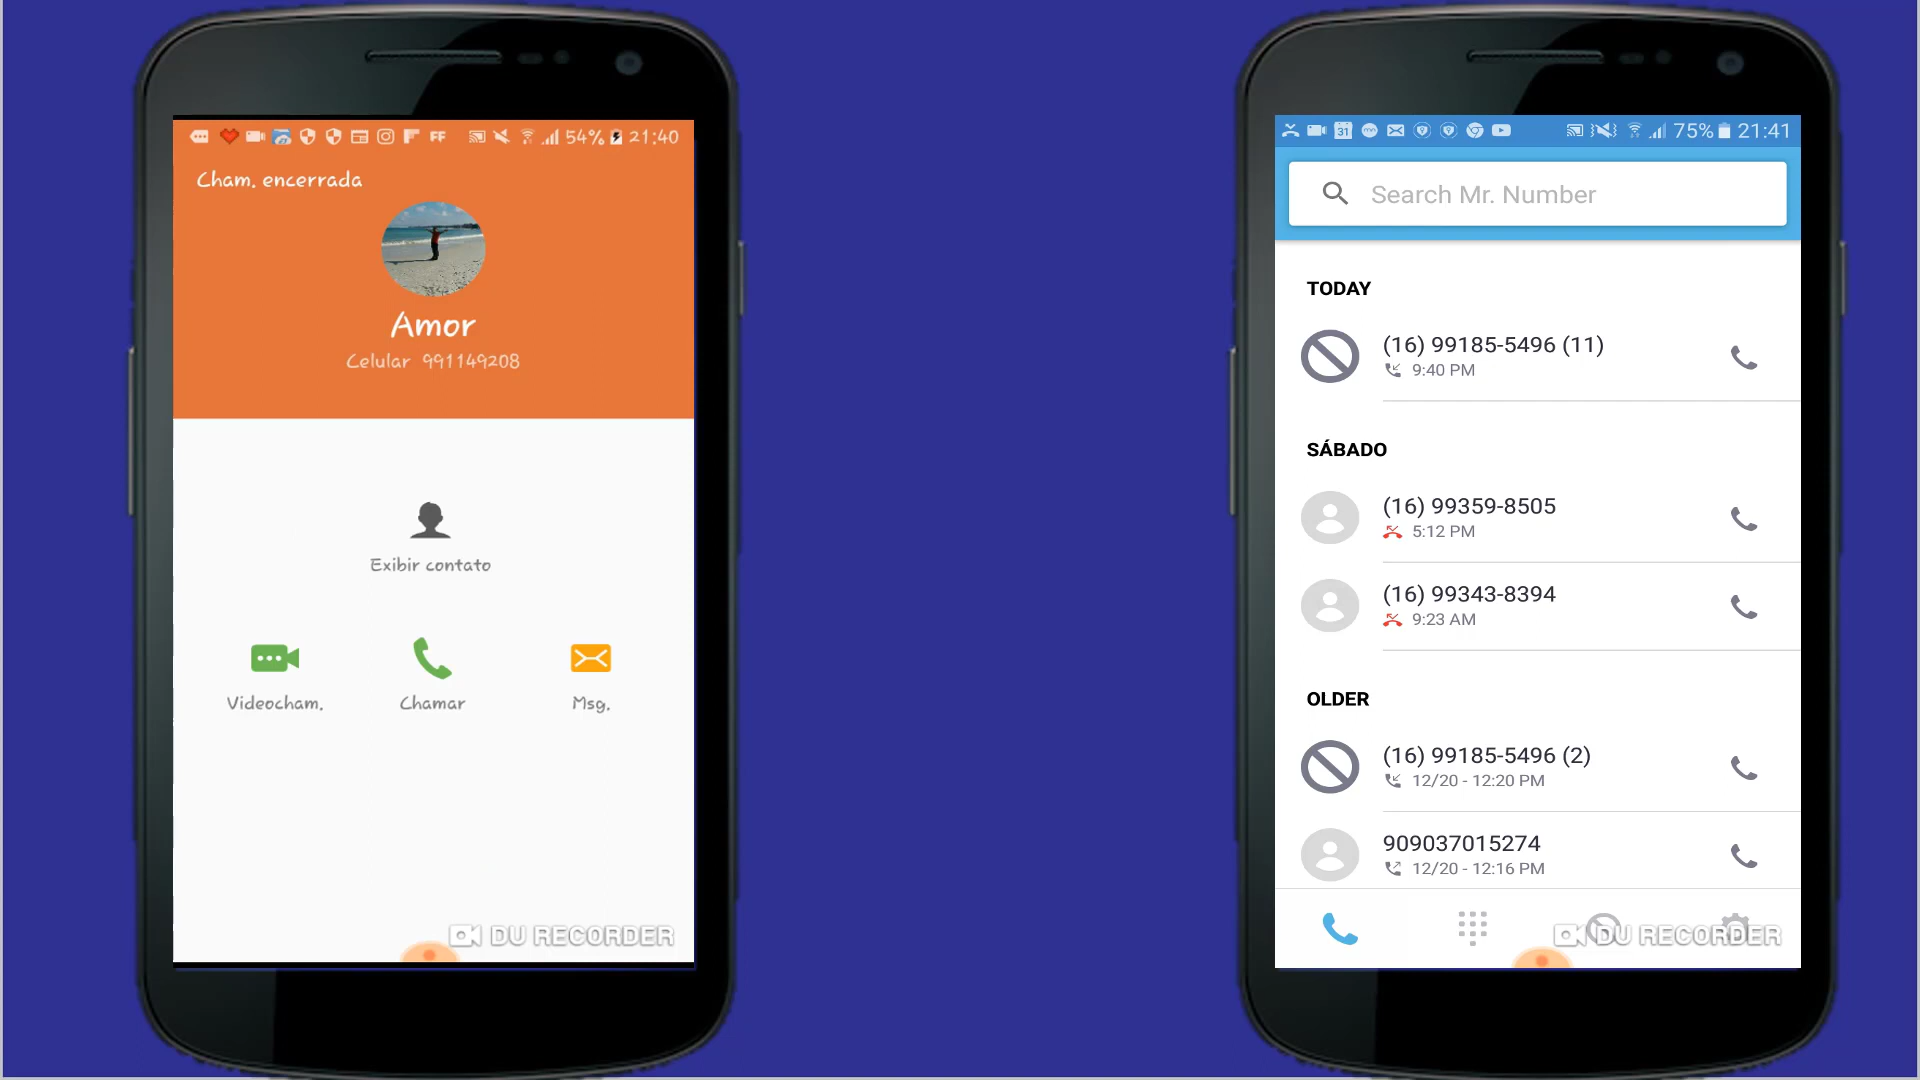 54% 21:40
Cham. encerrada
Amor
Celular 991149208
Exibir contato
Videocham.
Chamar
Msg.
DU RECORDER
31 75% 21:41
Search Mr. Number
TODAY
(16) 99185-5496 (11)
9:40 PM
SÁBADO
(16) 99359-8505
5:12 PM
(16) 99343-8394
9:23 AM
OLDER
(16) 99185-5496 (2)
12/20 - 12:20 PM
909037015274
12/20 - 12:16 PM
DU RECORDER